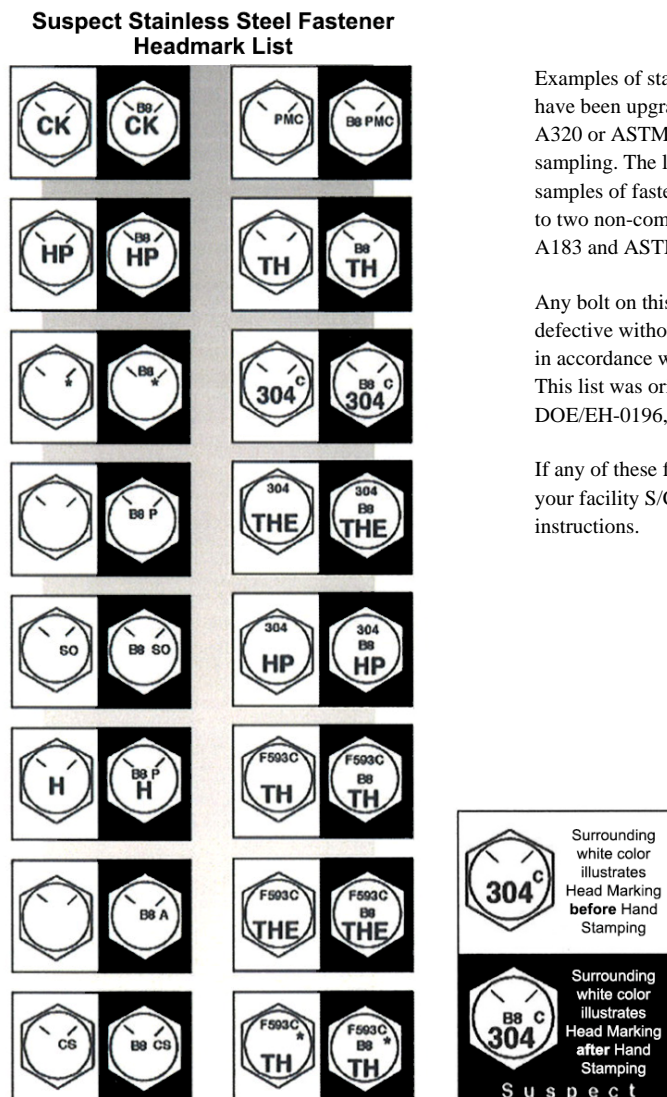 Suspect Stainless Steel Fastener
Headmark List
CK
B8
CK
PMC
B8 PMC
HP
B8
HP
TH
B8
TH
*
B8
*
304 C
B8 C
304
B8 P
304
THE
304
B8
THE
SO
B8 SO
304
HP
304
B8
HP
H
B8 P
H
F593C
TH
F593C
B8
TH
B8 A
F593C
THE
F593C
B8
THE
CS
B8 CS
F593C
*
TH
F593C
B8 *
TH
Examples of sta
have been upgra
A320 or ASTM
sampling. The l
samples of faste
to two non-com
A183 and AST
Any bolt on this
defective witho
in accordance w
This list was or
DOE/EH-0196,
If any of these f
your facility S/C
instructions.
304 C
Surrounding
white color
illustrates
Head Marking
before Hand
Stamping
B8 C
304
Surrounding
white color
illustrates
Head Marking
after Hand
Stamping
Suspect